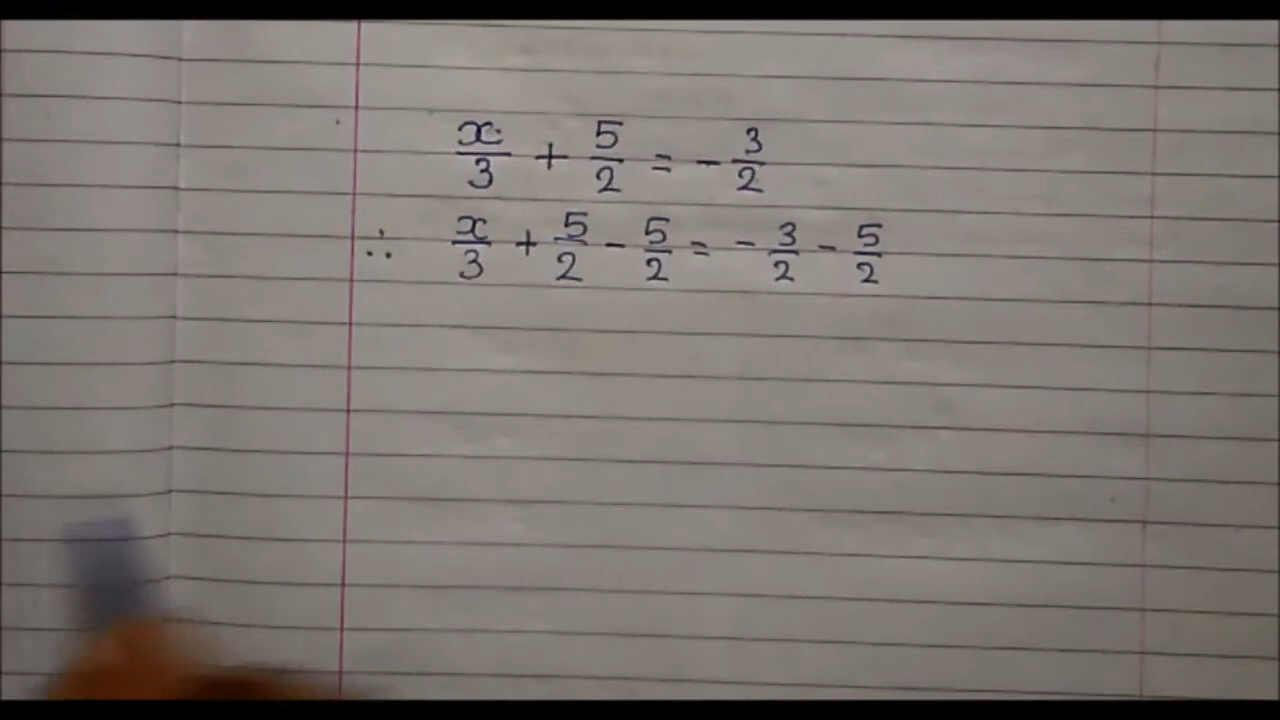 x/3 + 5/2 = - 3/2
∴ x/3 + 5/2 - 5/2 = - 3/2 - 5/2